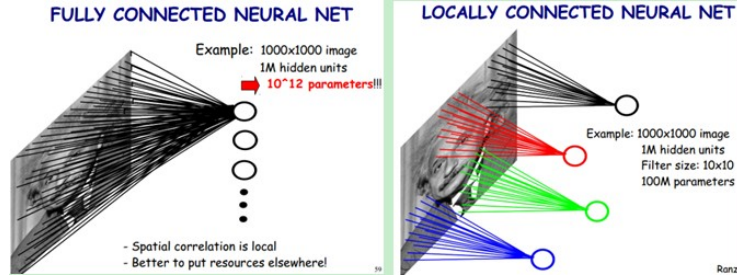 FULLY CONNECTED NEURAL NET
Example: 1000x1000 image
1M hidden units
10^12 parameters!!!
- Spatial correlation is local
- Better to put resources elsewhere!
59
LOCALLY CONNECTED NEURAL NET
Example: 1000x1000 image
1M hidden units
Filter size: 10x10
100M parameters
Ranz